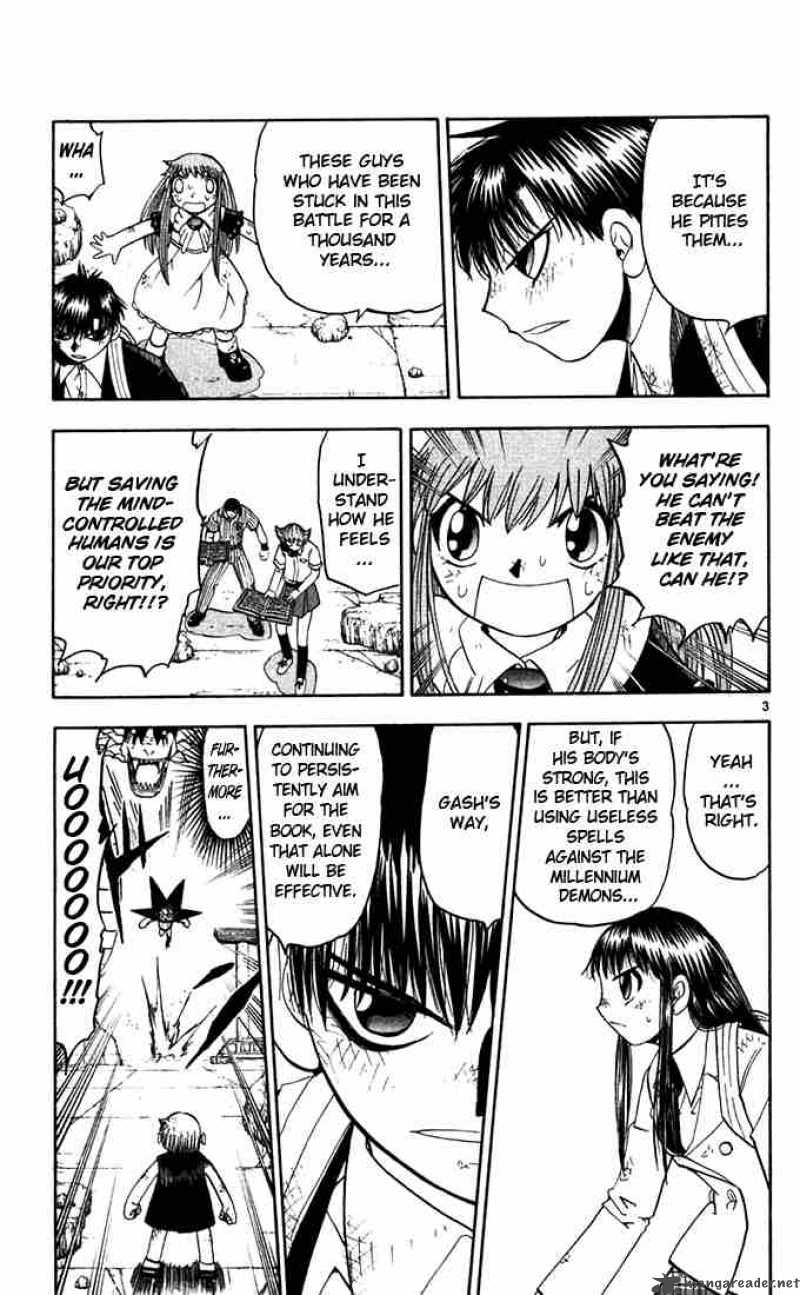 IT'S
BECAUSE
HE PITIES
THEM...
THESE GUYS
WHO HAVE BEEN
STUCK IN THIS
BATTLE FOR A
THOUSAND
YEARS...
WHA
...
WHAT'RE
YOU SAYING!
HE CAN'T
BEAT THE
ENEMY
LIKE THAT,
CAN HE!?
I
UNDER-
STAND
HOW HE
FEELS
...
BUT SAVING
THE MIND-
CONTROLLED
HUMANS IS
OUR TOP
PRIORITY,
RIGHT!!?
3
YEAH
...
THAT'S
RIGHT.
BUT, IF
HIS BODY'S
STRONG, THIS
IS BETTER THAN
USING USELESS
SPELLS
AGAINST THE
MILLENNIUM
DEMONS...
GASH'S
WAY,
CONTINUING
TO PERSIS-
TENTLY AIM
FOR THE
BOOK, EVEN
THAT ALONE
WILL BE
EFFECTIVE.
FUR-
THER-
MORE
...
UOOOOOOO!!!
mangareader.net